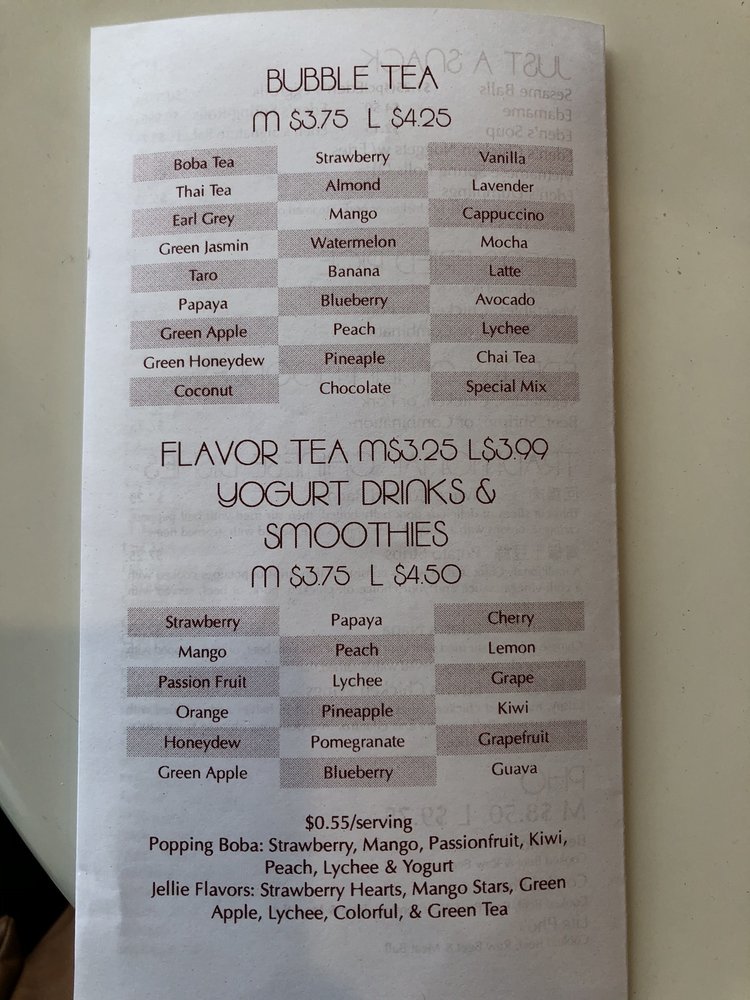 BUBBLE TEA
M $3.75 L $4.25
Boba Tea Strawberry Vanilla
Thai Tea Almond Lavender
Earl Grey Mango Cappuccino
Green Jasmin Watermelon Mocha
Taro Banana Latte
Papaya Blueberry Avocado
Green Apple Peach Lychee
Green Honeydew Pineaple Chai Tea
Coconut Chocolate Special Mix
FLAVOR TEA M$3.25 L$3.99
YOGURT DRINKS &
SMOOTHIES
M $3.75 L $4.50
Strawberry Papaya Cherry
Mango Peach Lemon
Passion Fruit Lychee Grape
Orange Pineapple Kiwi
Honeydew Pomegranate Grapefruit
Green Apple Blueberry Guava
$0.55/serving
Popping Boba: Strawberry, Mango, Passionfruit, Kiwi,
Peach, Lychee & Yogurt
Jellie Flavors: Strawberry Hearts, Mango Stars, Green
Apple, Lychee, Colorful, & Green Tea